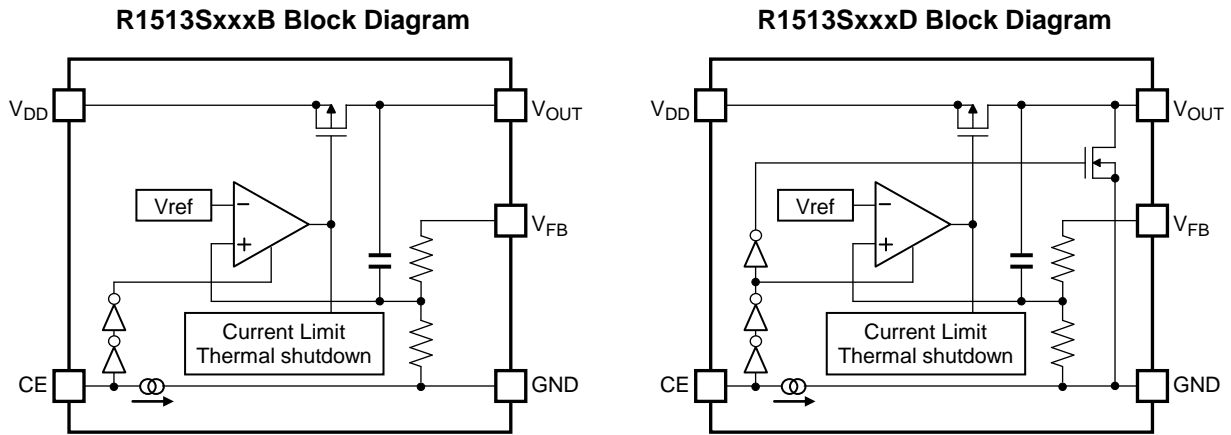 R1513SxxxB Block Diagram
VDD
VOUT
Vref
−
+
VFB
Current Limit
Thermal shutdown
CE
GND
R1513SxxxD Block Diagram
VDD
VOUT
Vref
−
+
VFB
Current Limit
Thermal shutdown
CE
GND